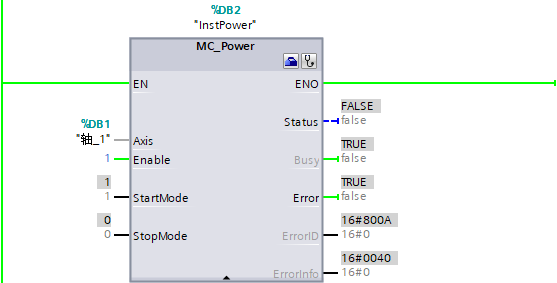 %DB2
"InstPower"
MC_Power
EN ENO
FALSE
Status false
%DB1
"轴_1" Axis
TRUE
1 Enable Busy false
1 TRUE
1 StartMode Error false
0 16#800A
0 StopMode ErrorID 16#0
16#0040
ErrorInfo 16#0